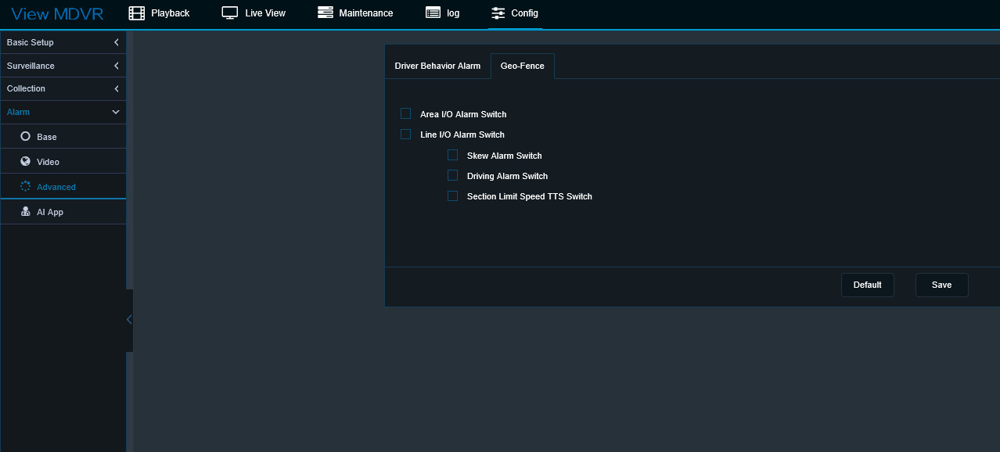 View MDVR Playback Live View Maintenance log Config
Basic Setup
Surveillance
Collection
Alarm
Base
Video
Advanced
AI App
Driver Behavior Alarm Geo-Fence
Area I/O Alarm Switch
Line I/O Alarm Switch
Skew Alarm Switch
Driving Alarm Switch
Section Limit Speed TTS Switch
Default Save